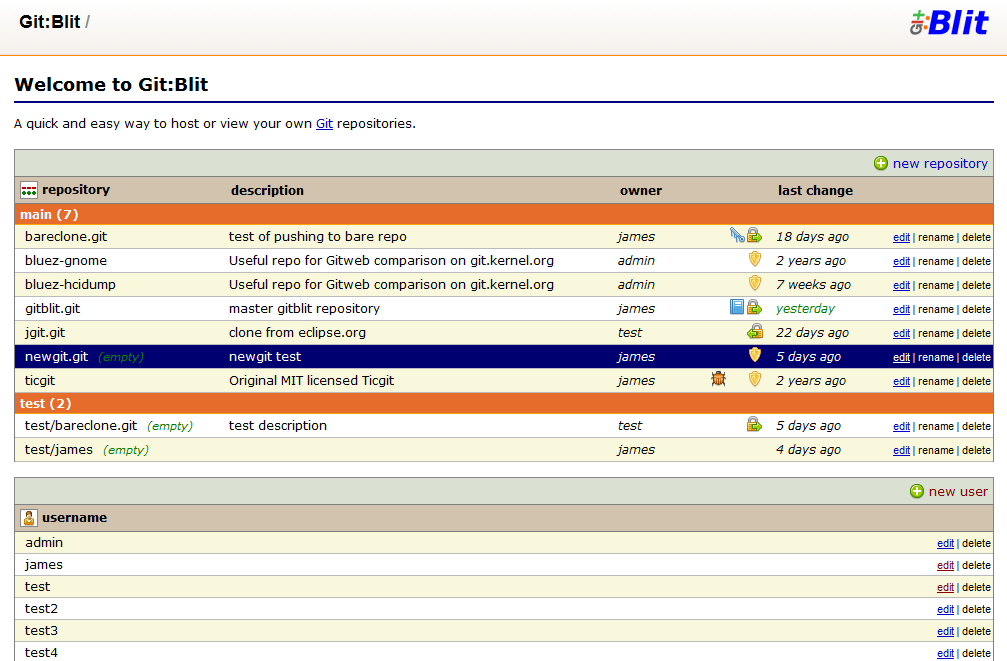 Git:Blit /
Blit
Welcome to Git:Blit
A quick and easy way to host or view your own Git repositories.
new repository
repository description owner last change
main (7)
bareclone.git test of pushing to bare repo james 18 days ago edit | rename | delete
bluez-gnome Useful repo for Gitweb comparison on git.kernel.org admin 2 years ago edit | rename | delete
bluez-hcidump Useful repo for Gitweb comparison on git.kernel.org admin 7 weeks ago edit | rename | delete
gitblit.git master gitblit repository james yesterday edit | rename | delete
jgit.git clone from eclipse.org test 22 days ago edit | rename | delete
newgit.git (empty) newgit test james 5 days ago edit | rename | delete
ticgit Original MIT licensed Ticgit james 2 years ago edit | rename | delete
test (2)
test/bareclone.git (empty) test description test 5 days ago edit | rename | delete
test/james (empty) james 4 days ago edit | rename | delete
new user
username
admin edit | delete
james edit | delete
test edit | delete
test2 edit | delete
test3 edit | delete
test4 edit | delete